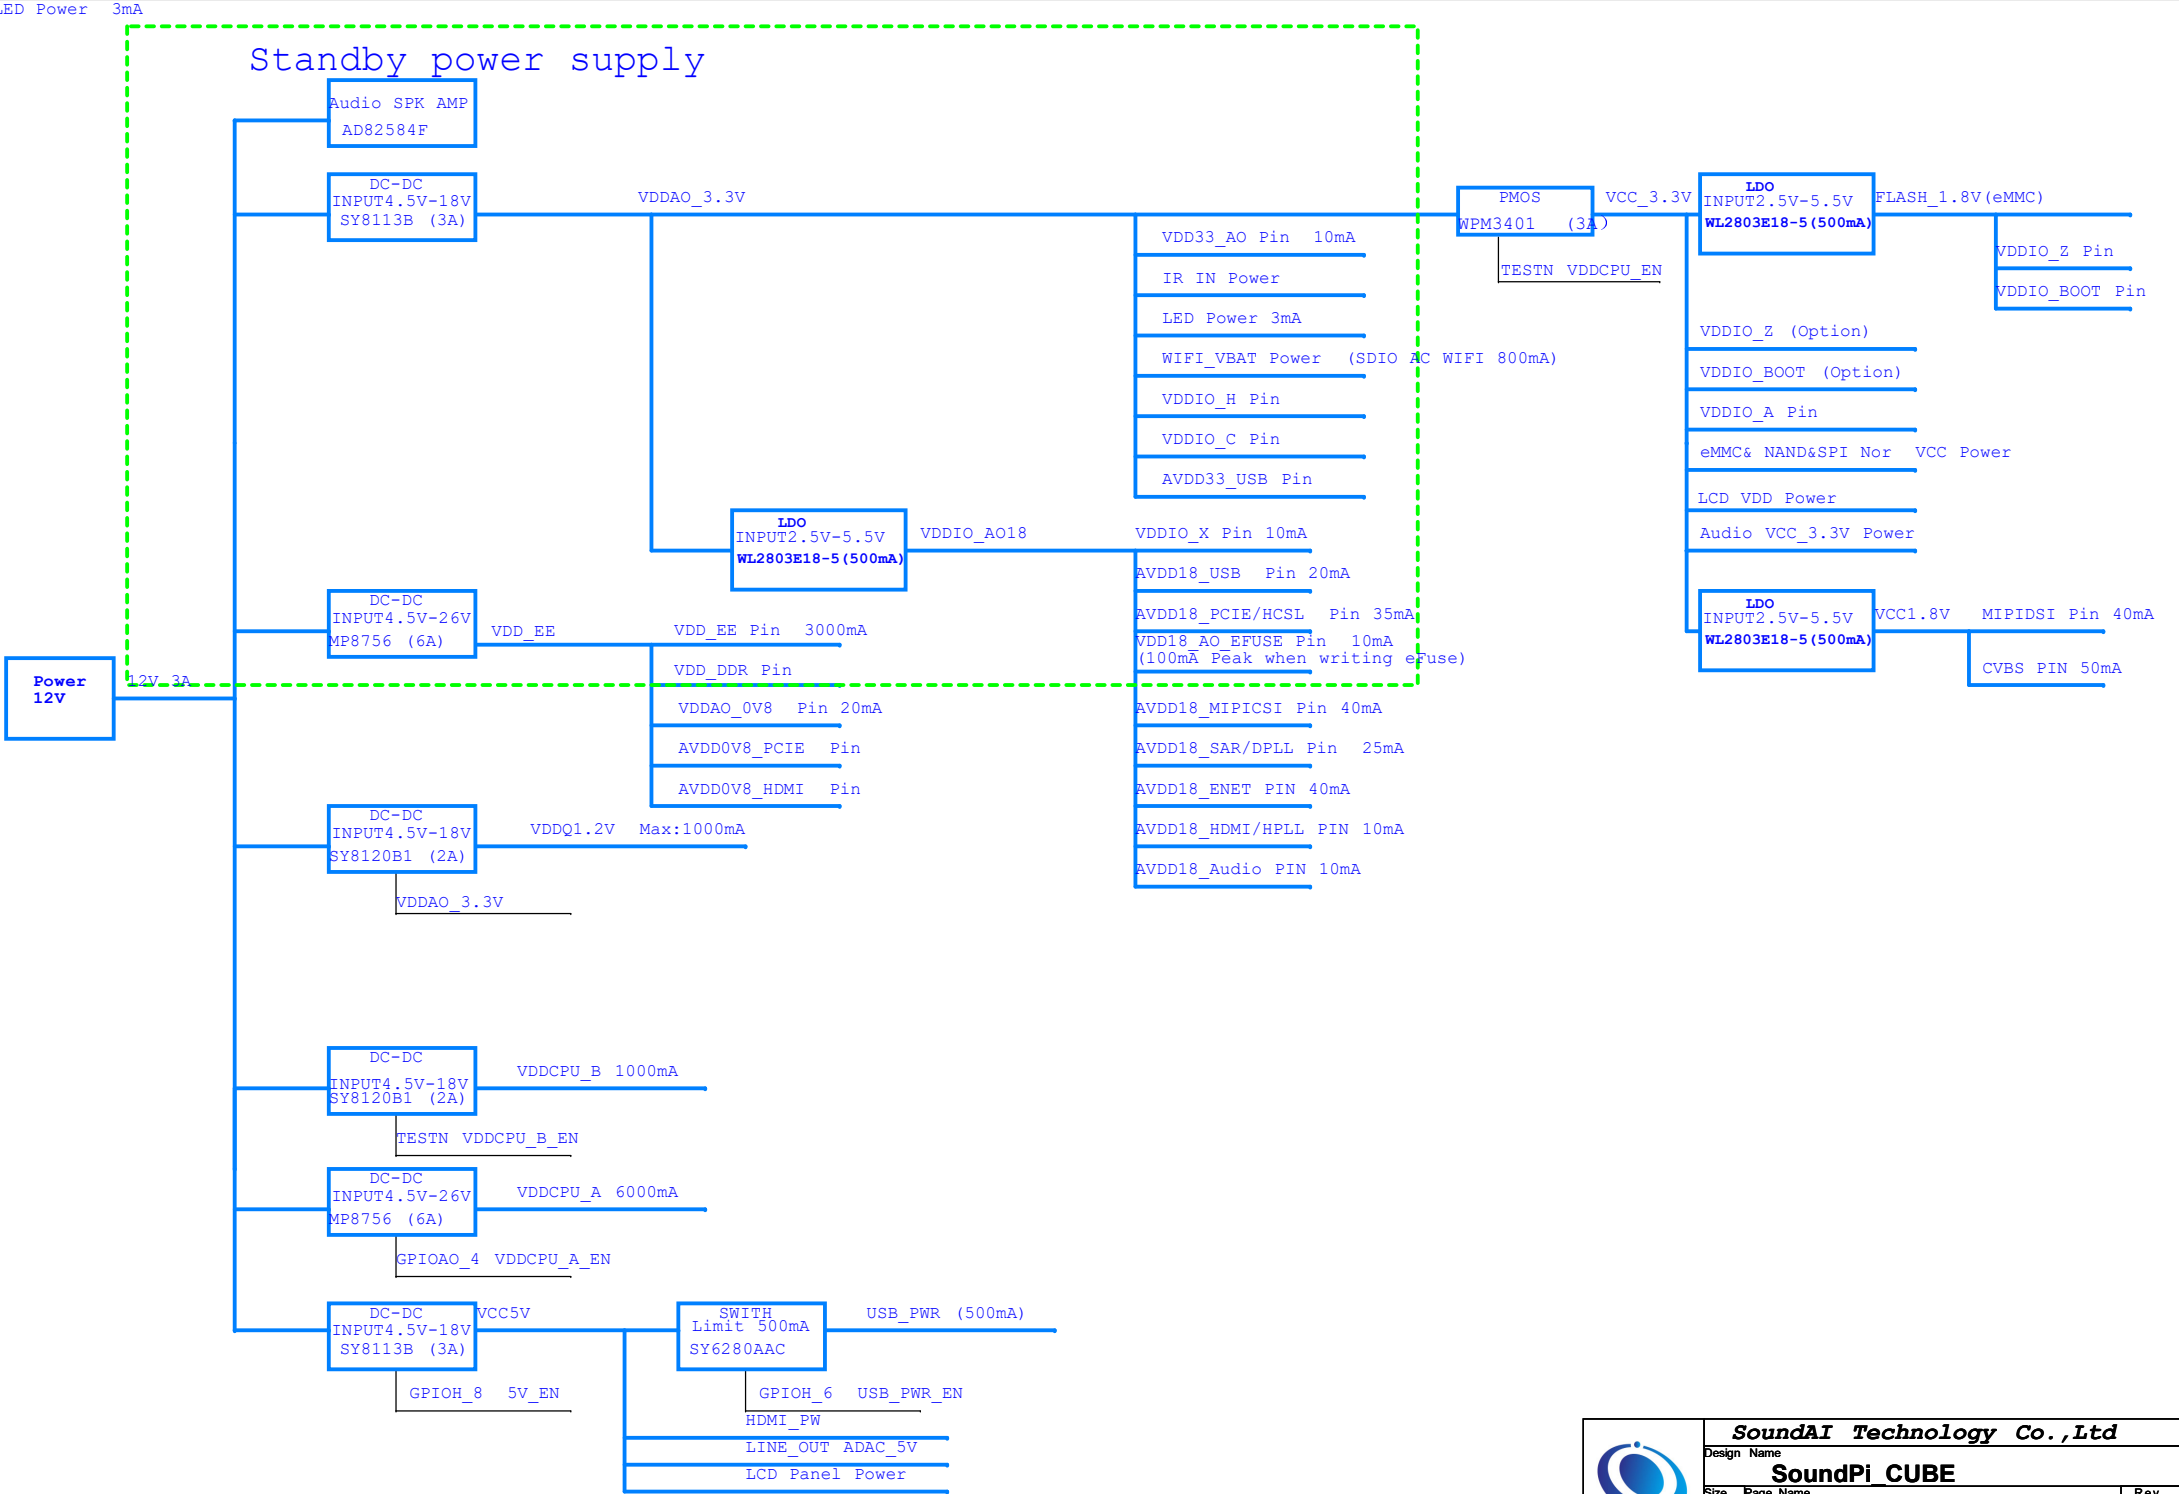 LED Power 3mA
Standby power supply
Audio SPK AMP
AD82584F
DC-DC
INPUT4.5V-18V
SY8113B (3A)
VDDAO_3.3V
VDD33_AO Pin 10mA
IR IN Power
LED Power 3mA
WIFI_VBAT Power (SDIO AC WIFI 800mA)
VDDIO_H Pin
VDDIO_C Pin
AVDD33_USB Pin
PMOS
WPM3401 (3A)
TESTN VDDCPU_EN
VCC_3.3V
LDO
INPUT2.5V-5.5V
WL2803E18-5(500mA)
FLASH_1.8V(eMMC)
VDDIO_Z Pin
VDDIO_BOOT Pin
VDDIO_Z (Option)
VDDIO_BOOT (Option)
VDDIO_A Pin
eMMC& NAND&SPI Nor VCC Power
LCD VDD Power
Audio VCC_3.3V Power
LDO
INPUT2.5V-5.5V
WL2803E18-5(500mA)
VCC1.8V
MIPIDSI Pin 40mA
CVBS PIN 50mA
LDO
INPUT2.5V-5.5V
WL2803E18-5(500mA)
VDDIO_AO18
VDDIO_X Pin 10mA
AVDD18_USB Pin 20mA
AVDD18_PCIE/HCSL Pin 35mA
VDD18_AO_EFUSE Pin 10mA
(100mA Peak when writing eFuse)
AVDD18_MIPICSI Pin 40mA
AVDD18_SAR/DPLL Pin 25mA
AVDD18_ENET PIN 40mA
AVDD18_HDMI/HPLL PIN 10mA
AVDD18_Audio PIN 10mA
DC-DC
INPUT4.5V-26V
MP8756 (6A)
VDD_EE
VDD_EE Pin 3000mA
VDD_DDR Pin
VDDAO_0V8 Pin 20mA
AVDD0V8_PCIE Pin
AVDD0V8_HDMI Pin
Power
12V
12V 3A
DC-DC
INPUT4.5V-18V
SY8120B1 (2A)
VDDQ1.2V Max:1000mA
VDDAO_3.3V
DC-DC
INPUT4.5V-18V
SY8120B1 (2A)
VDDCPU_B 1000mA
TESTN VDDCPU_B_EN
DC-DC
INPUT4.5V-26V
MP8756 (6A)
VDDCPU_A 6000mA
GPIOAO_4 VDDCPU_A_EN
DC-DC
INPUT4.5V-18V
SY8113B (3A)
VCC5V
GPIOH_8 5V_EN
SWITH
Limit 500mA
SY6280AAC
USB_PWR (500mA)
GPIOH_6 USB_PWR_EN
HDMI_PW
LINE_OUT ADAC_5V
LCD Panel Power
SoundAI Technology Co.,Ltd
Design Name
SoundPi_CUBE
Size Page Name Rev